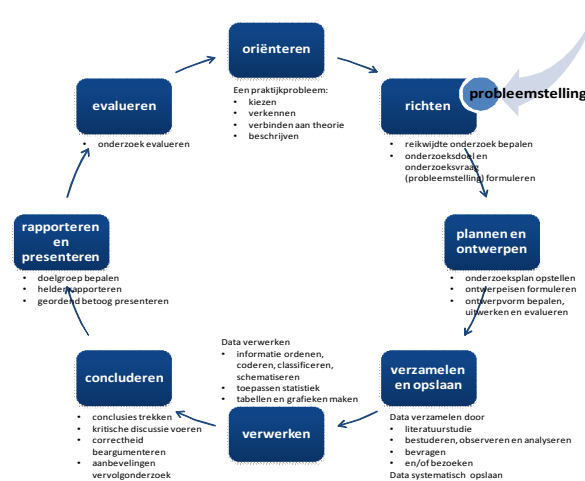 oriënteren
Een praktijkprobleem:
• kiezen
• verkennen
• verbinden aan theorie
• beschrijven
richten
probleemstelling
• reikwijdte onderzoek bepalen
• onderzoeksdoel en
onderzoeksvraag
(probleemstelling) formuleren
plannen en
ontwerpen
• onderzoeksplan opstellen
• ontwerpeisen formuleren
• ontwerpvorm bepalen,
uitwerken en evalueren
verzamelen
en opslaan
Data verzamelen door
• literatuurstudie
• bestuderen, observeren en analyseren
• bevragen
• en/of bezoeken
Data systematisch opslaan
Data verwerken
• informatie ordenen,
coderen, classificeren,
schematiseren
• toepassen statistiek
• tabellen en grafieken maken
verwerken
concluderen
• conclusies trekken
• kritische discussie voeren
• correctheid
beargumenteren
• aanbevelingen
vervolgonderzoek
rapporteren
en
presenteren
• doelgroep bepalen
• helder rapporteren
• geordend betoog presenteren
evalueren
• onderzoek evalueren